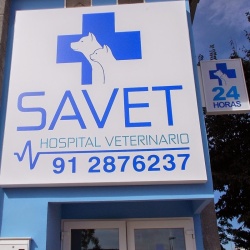 SAVET
HOSPITAL VETERINARIO
91 2876237
24
HORAS